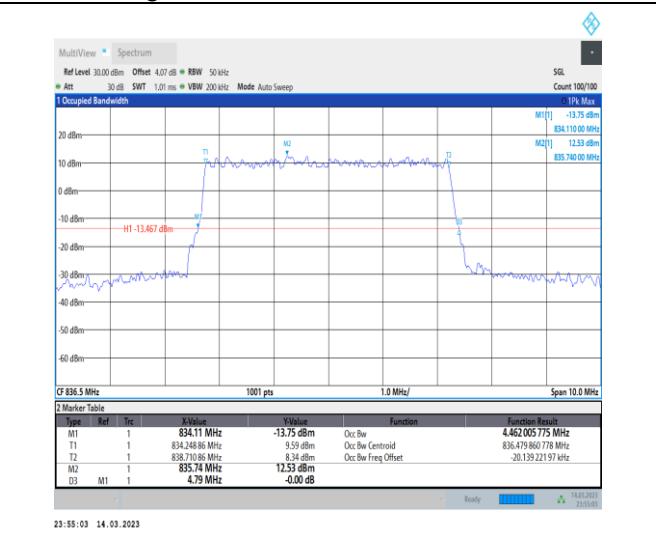 MultiView Spectrum
Ref Level 30.00 dBm Offset 4.07 dB RBW 50 kHz SGL
Att 30 dB SWT 1.01 ms VBW 200 kHz Mode Auto Sweep Count 100/100
1 Occupied Bandwidth 1Pk Max
M1[1] -13.75 dBm
834.110 00 MHz
20 dBm
M2[1] 12.53 dBm
835.740 00 MHz
M2
T1
T2
10 dBm
0 dBm
-10 dBm
M1
D3
H1 -13.467 dBm
-20 dBm
-30 dBm
-40 dBm
-50 dBm
-60 dBm
CF 836.5 MHz 1001 pts 1.0 MHz/ Span 10.0 MHz
2 Marker Table
Type Ref Trc X-Value Y-Value Function Function Result
M1 1 834.11 MHz -13.75 dBm Occ Bw 4.462 005 775 MHz
T1 1 834.248 86 MHz 9.59 dBm Occ Bw Centroid 836.479 860 778 MHz
T2 1 838.710 86 MHz 8.34 dBm Occ Bw Freq Offset -20.139 221 97 kHz
M2 1 835.74 MHz 12.53 dBm
D3 M1 1 4.79 MHz -0.00 dB
Ready 14.03.2023
23:55:03
23:55:03 14.03.2023